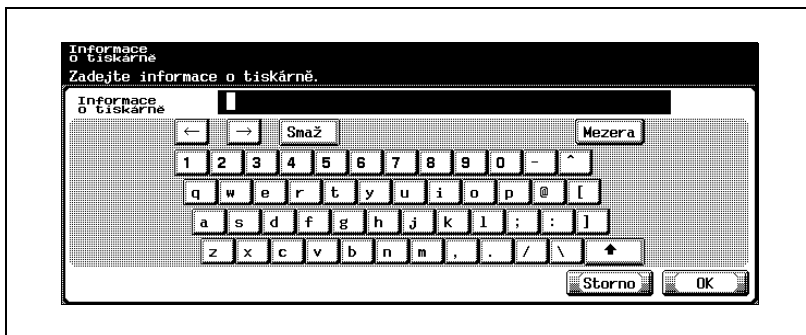 Informace
o tiskárně
Zadejte informace o tiskárně.
Informace
o tiskárně
← → Smaž Mezera
1 2 3 4 5 6 7 8 9 0 - ^
q w e r t y u i o p @ [
a s d f g h j k l ; : ]
z x c v b n m , . / \ ↑
Storno OK